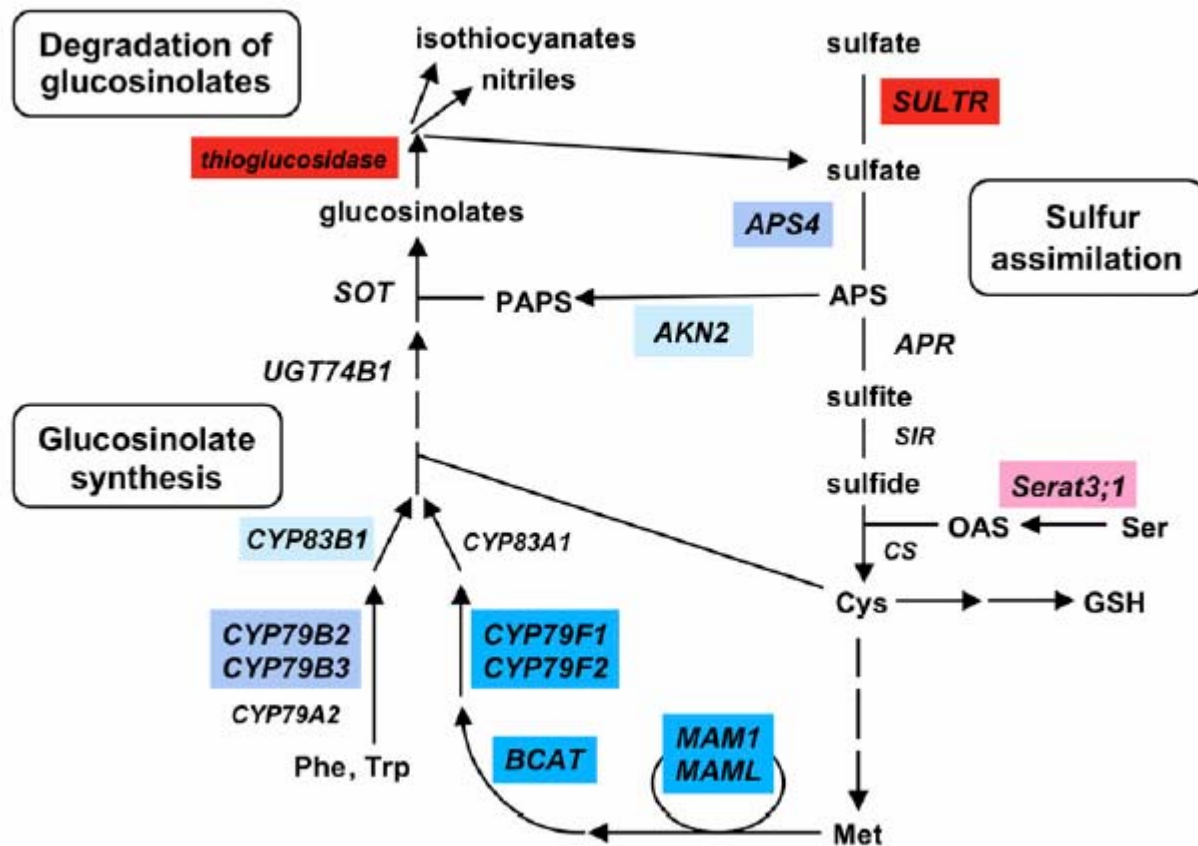 Degradation of
glucosinolates
isothiocyanates
nitriles
sulfate
SULTR
thioglucosidase
sulfate
glucosinolates
APS4
Sulfur
assimilation
SOT
PAPS
APS
AKN2
APR
UGT74B1
sulfite
Glucosinolate
synthesis
SIR
sulfide
Serat3;1
OAS
Ser
CS
CYP83B1
CYP83A1
Cys
GSH
CYP79B2
CYP79B3
CYP79A2
CYP79F1
CYP79F2
Phe, Trp
BCAT
MAM1
MAML
Met